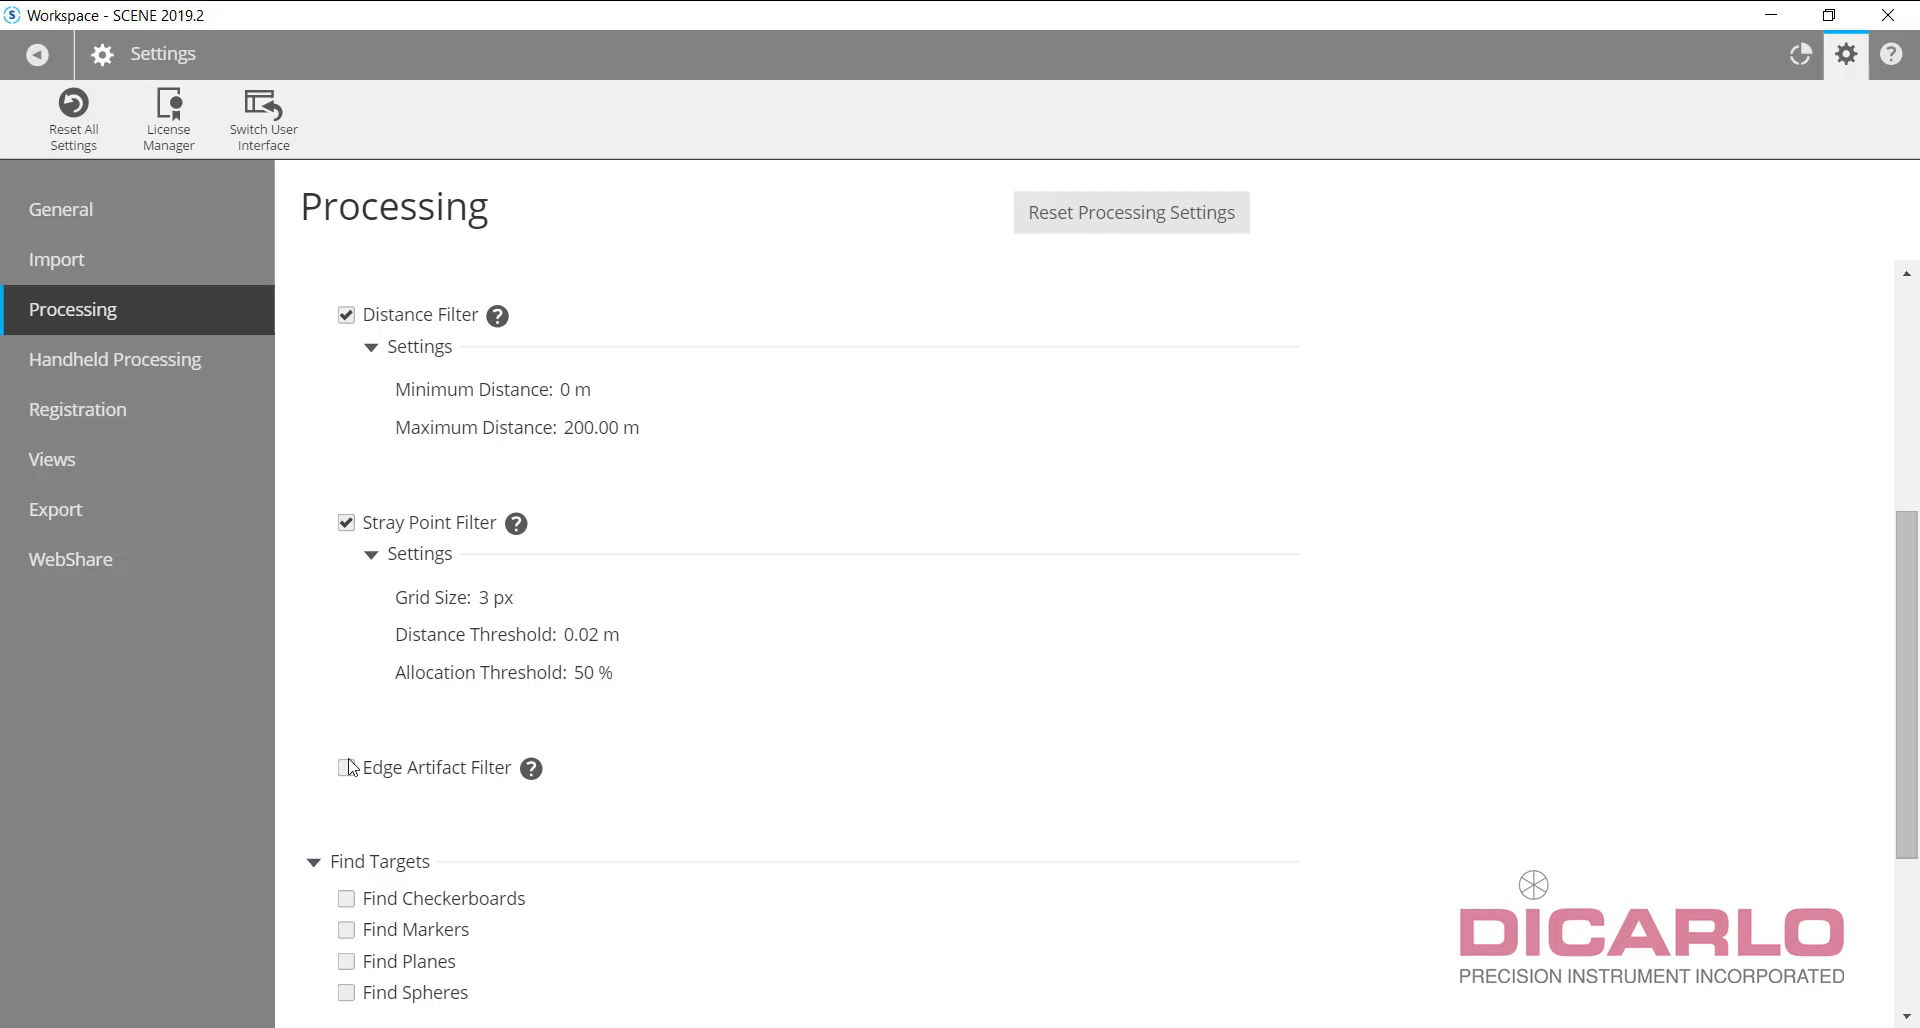 Workspace - SCENE 2019.2
Settings
Reset All
Settings
License
Manager
Switch User
Interface
General
Import
Processing
Handheld Processing
Registration
Views
Export
WebShare
Processing
Reset Processing Settings
Distance Filter ?
Settings
Minimum Distance: 0 m
Maximum Distance: 200.00 m
Stray Point Filter ?
Settings
Grid Size: 3 px
Distance Threshold: 0.02 m
Allocation Threshold: 50 %
Edge Artifact Filter ?
Find Targets
Find Checkerboards
Find Markers
Find Planes
Find Spheres
DICARLO
PRECISION INSTRUMENT INCORPORATED